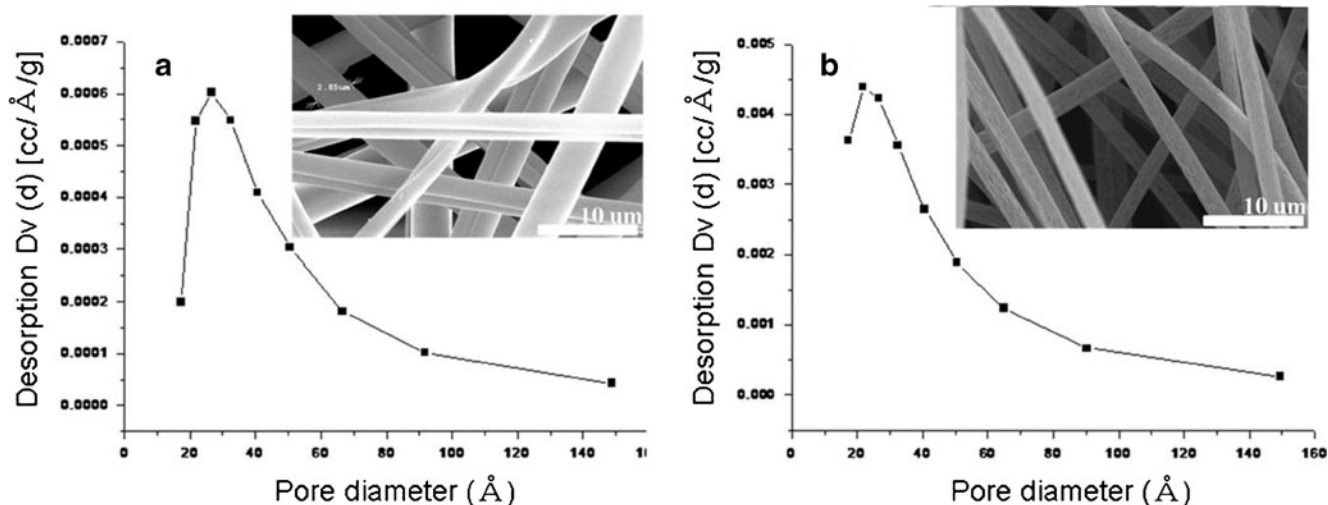 a
Desorption Dv (d) [cc/Å/g]
0.0007
0.0006
0.0005
0.0004
0.0003
0.0002
0.0001
0.0000
2.85um
10 um
0 20 40 60 80 100 120 140
Pore diameter (Å)
b
Desorption Dv (d) [cc/Å/g]
0.005
0.004
0.003
0.002
0.001
0.000
10 um
0 20 40 60 80 100 120 140 160
Pore diameter (Å)